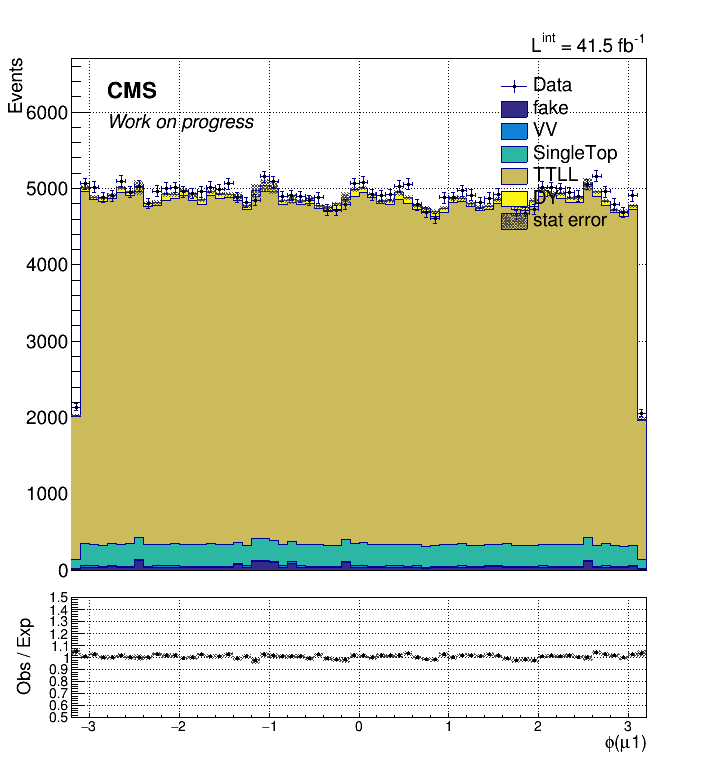 L^int = 41.5 fb^-1
Events
CMS
Work on progress
Data
fake
VV
SingleTop
TTLL
DY
stat error
6000
5000
4000
3000
2000
1000
0
Obs / Exp
1.5
1.4
1.3
1.2
1.1
1
0.9
0.8
0.7
0.6
0.5
−3 −2 −1 0 1 2 3
ϕ(μ1)